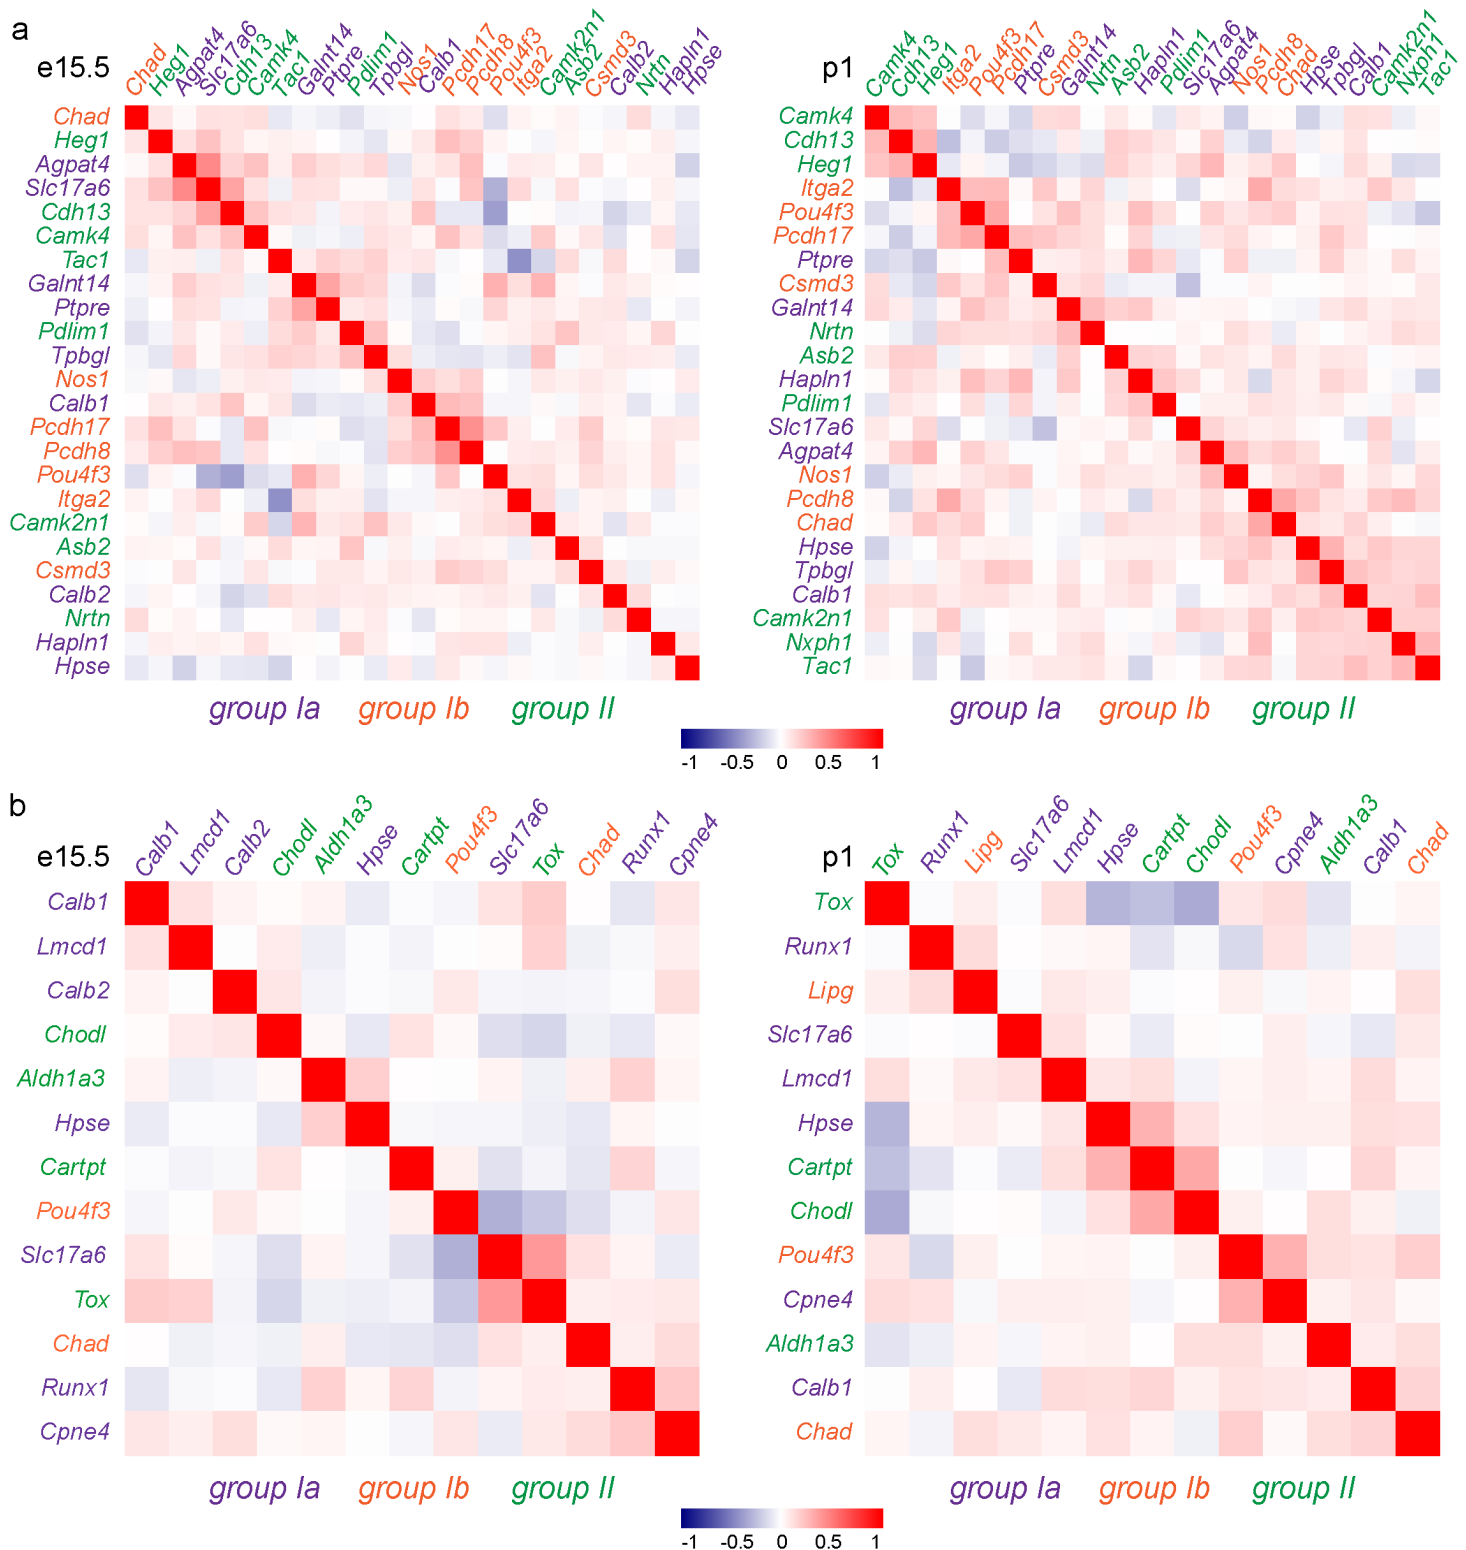 a
e15.5
Chad Heg1 Agpat4 Slc17a6 Cdh13 Camk4 Tac1 Galnt14 Ptpre Pdlim1 Tpbgl Nos1 Calb1 Pcdh17 Pcdh8 Pou4f3 Itga2 Camk2n1 Asb2 Csmd3 Calb2 Nrtn Hapln1 Hpse
Chad
Heg1
Agpat4
Slc17a6
Cdh13
Camk4
Tac1
Galnt14
Ptpre
Pdlim1
Tpbgl
Nos1
Calb1
Pcdh17
Pcdh8
Pou4f3
Itga2
Camk2n1
Asb2
Csmd3
Calb2
Nrtn
Hapln1
Hpse
group Ia group Ib group II
p1
Camk4 Cdh13 Heg1 Itga2 Pou4f3 Pcdh17 Ptpre Csmd3 Galnt14 Nrtn Asb2 Hapln1 Pdlim1 Slc17a6 Agpat4 Nos1 Pcdh8 Chad Hpse Tpbgl Calb1 Camk2n1 Nxph1 Tac1
Camk4
Cdh13
Heg1
Itga2
Pou4f3
Pcdh17
Ptpre
Csmd3
Galnt14
Nrtn
Asb2
Hapln1
Pdlim1
Slc17a6
Agpat4
Nos1
Pcdh8
Chad
Hpse
Tpbgl
Calb1
Camk2n1
Nxph1
Tac1
group Ia group Ib group II
-1 -0.5 0 0.5 1
b
e15.5
Calb1 Lmcd1 Calb2 Chodl Aldh1a3 Hpse Cartpt Pou4f3 Slc17a6 Tox Chad Runx1 Cpne4
Calb1
Lmcd1
Calb2
Chodl
Aldh1a3
Hpse
Cartpt
Pou4f3
Slc17a6
Tox
Chad
Runx1
Cpne4
group Ia group Ib group II
p1
Tox Runx1 Lipg Slc17a6 Lmcd1 Hpse Cartpt Chodl Pou4f3 Cpne4 Aldh1a3 Calb1 Chad
Tox
Runx1
Lipg
Slc17a6
Lmcd1
Hpse
Cartpt
Chodl
Pou4f3
Cpne4
Aldh1a3
Calb1
Chad
group Ia group Ib group II
-1 -0.5 0 0.5 1